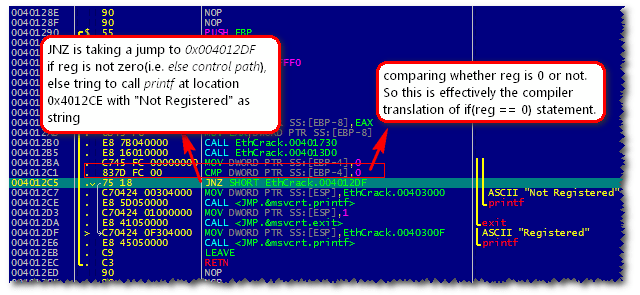 0040128E 90 NOP
0040128F 90 NOP
55 PUSH EBP
JNZ is taking a jump to 0x004012DF
if reg is not zero(i.e. else control path),
else tring to call printf at location
0x4012CE with "Not Registered" as
string
comparing whether reg is 0 or not.
So this is effectively the compiler
translation of if(reg == 0) statement.
PTR SS:[EBP-8],EAX
PTR SS:[EBP-8]
004012B0 . E8 7B040000 CALL EthCrack.00401730
004012B5 . E8 16010000 CALL EthCrack.004013D0
004012BA . C745 FC 00000000 MOV DWORD PTR SS:[EBP-4],0
004012C1 . 837D FC 00 CMP DWORD PTR SS:[EBP-4],0
004012C5 . 75 18 JNZ SHORT EthCrack.004012DF
004012C7 . C70424 00304000 MOV DWORD PTR SS:[ESP],EthCrack.00403000 ASCII "Not Registered"
004012CE . E8 5D050000 CALL <JMP.&msvcrt.printf> printf
004012D3 . C70424 01000000 MOV DWORD PTR SS:[ESP],1
004012DA . E8 41050000 CALL <JMP.&msvcrt.exit> exit
004012DF > C70424 0F304000 MOV DWORD PTR SS:[ESP],EthCrack.0040300F ASCII "Registered"
004012E6 . E8 45050000 CALL <JMP.&msvcrt.printf> printf
004012EB . C9 LEAVE
004012EC . C3 RETN
004012ED 90 NOP